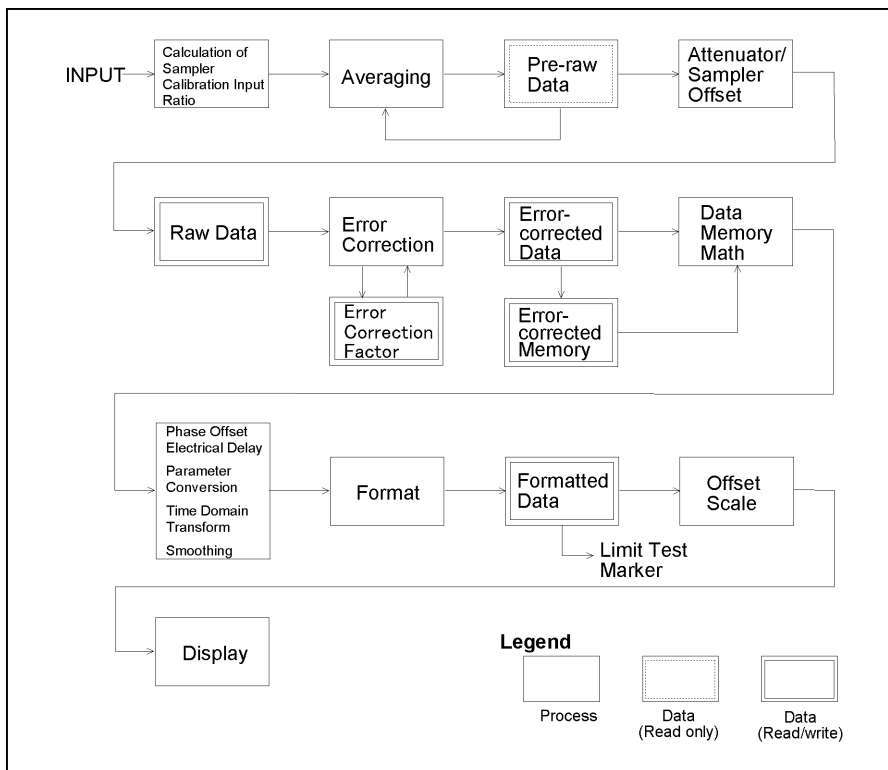 INPUT
Calculation of
Sampler
Calibration Input
Ratio
Averaging
Pre-raw
Data
Attenuator/
Sampler
Offset
Raw Data
Error
Correction
Error-
corrected
Data
Data
Memory
Math
Error
Correction
Factor
Error-
corrected
Memory
Phase Offset
Electrical Delay
Parameter
Conversion
Time Domain
Transform
Smoothing
Format
Formatted
Data
Offset
Scale
Limit Test
Marker
Display
Legend
Process
Data
(Read only)
Data
(Read/write)